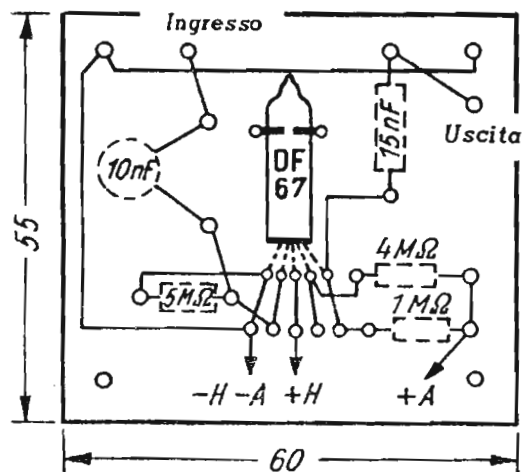 Ingresso
10nF
DF
67
15nF
Uscita
55
4MΩ
5MΩ
1MΩ
-H -A +H
+A
60